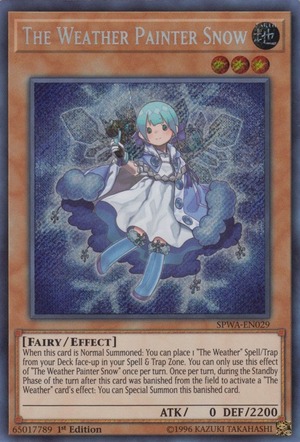 THE WEATHER PAINTER SNOW
SPWA-EN029
[FAIRY/EFFECT]
When this card is Normal Summoned: You can place 1 "The Weather" Spell/Trap
from your Deck face-up in your Spell & Trap Zone. You can only use this effect
of "The Weather Painter Snow" once per turn. Once per turn, during the Standby
Phase of the turn after this card was banished from the field to activate a "The
Weather" card's effect: You can Special Summon this banished card.
ATK/ 0 DEF/2200
65017789 1st Edition ©1996 KAZUKI TAKAHASHI